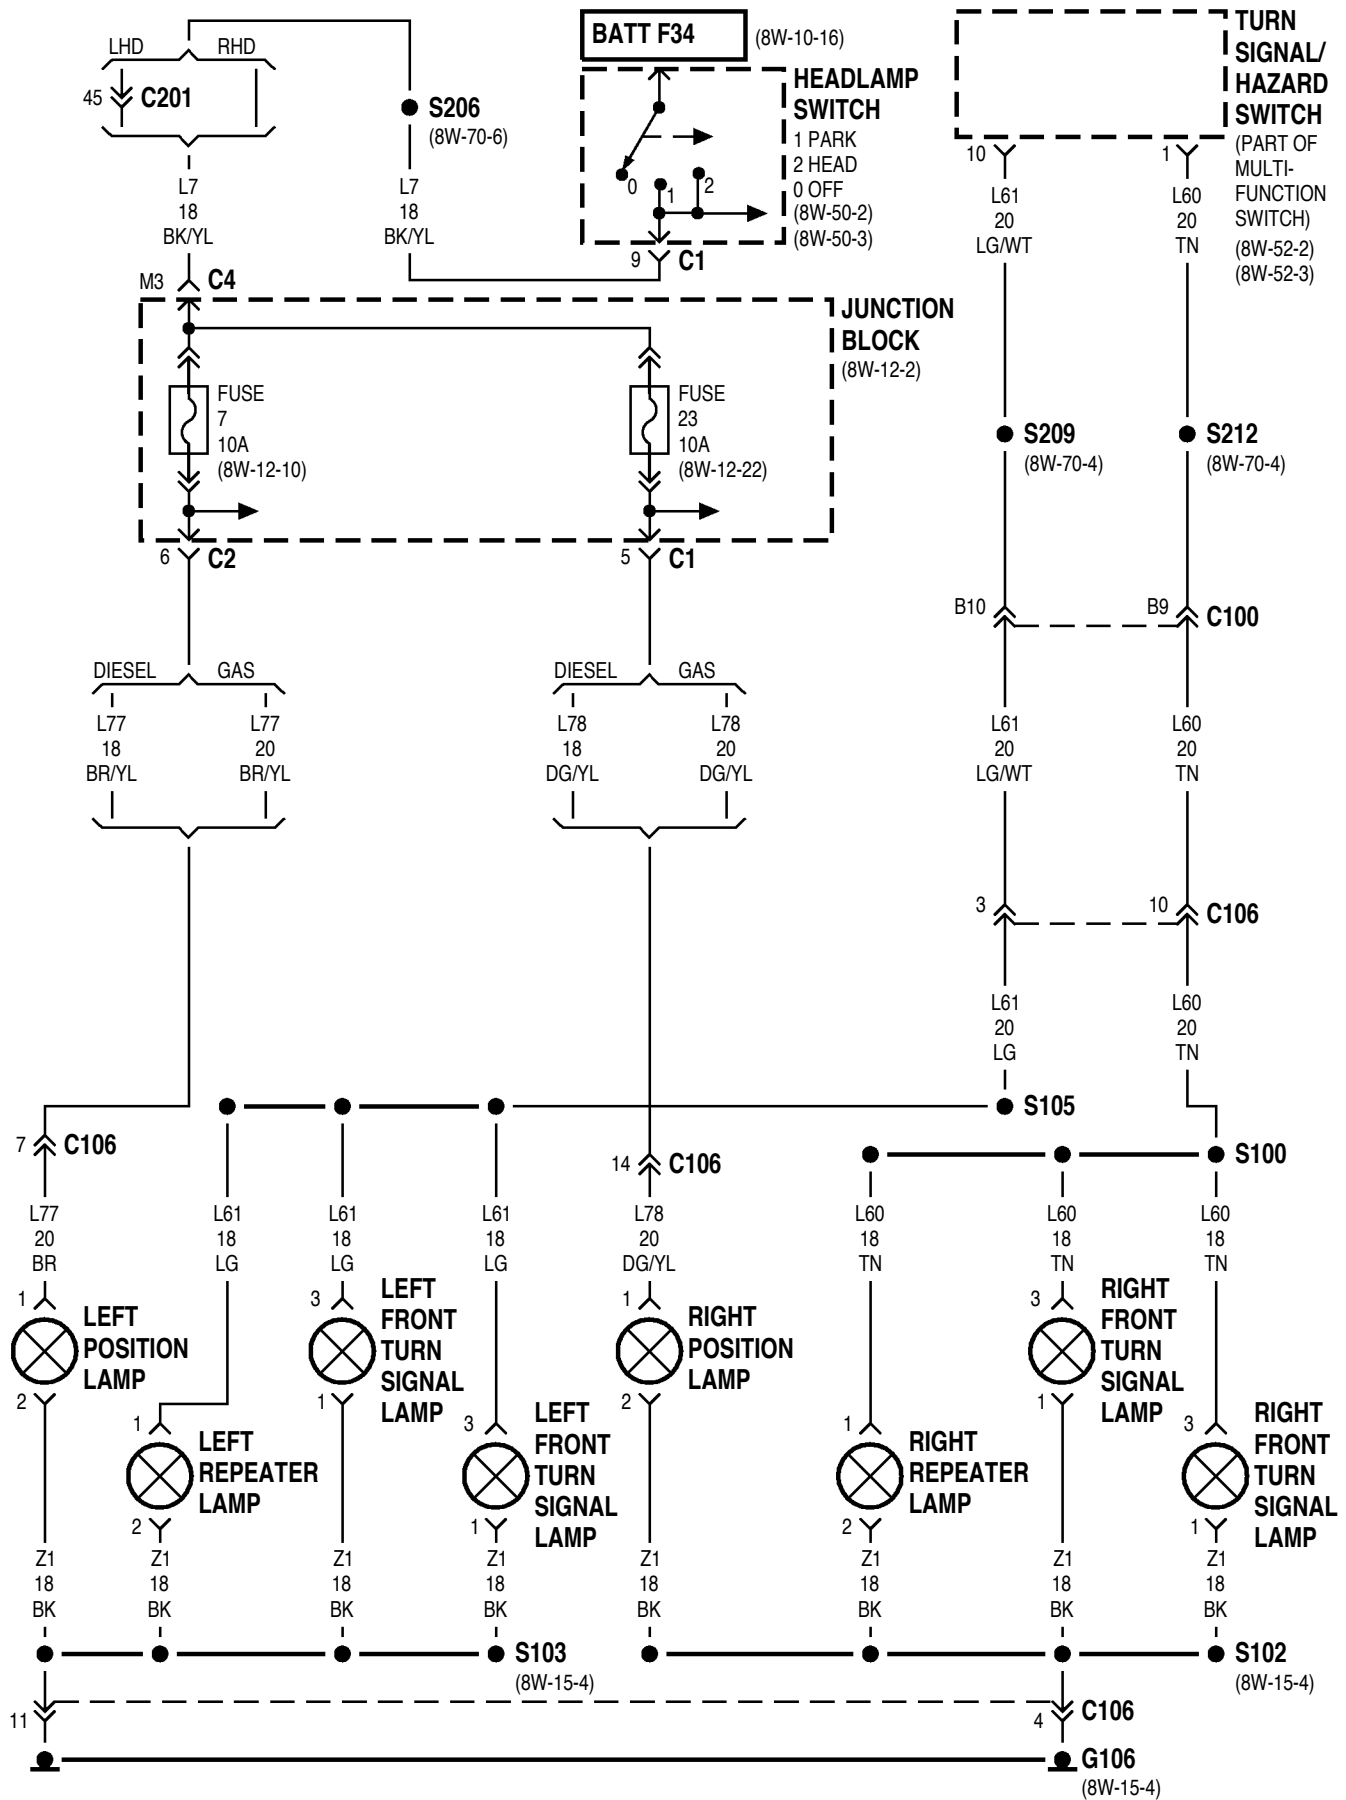 BATT F34
(8W-10-16)
TURN
SIGNAL/
HAZARD
SWITCH
(PART OF
MULTI-
FUNCTION
SWITCH)
(8W-52-2)
(8W-52-3)
LHD
RHD
45
C201
S206
(8W-70-6)
HEADLAMP
SWITCH
1 PARK
2 HEAD
0 OFF
(8W-50-2)
(8W-50-3)
0
1
2
9
C1
10
1
L7
18
BK/YL
L7
18
BK/YL
L61
20
LG/WT
L60
20
TN
M3
C4
JUNCTION
BLOCK
(8W-12-2)
FUSE
7
10A
(8W-12-10)
FUSE
23
10A
(8W-12-22)
S209
(8W-70-4)
S212
(8W-70-4)
6
C2
5
C1
B10
B9
C100
DIESEL
GAS
DIESEL
GAS
L77
18
BR/YL
L77
20
BR/YL
L78
18
DG/YL
L78
20
DG/YL
L61
20
LG/WT
L60
20
TN
3
10
C106
L61
20
LG
L60
20
TN
S105
7
C106
14
C106
S100
L77
20
BR
L61
18
LG
L61
18
LG
L61
18
LG
L78
20
DG/YL
L60
18
TN
L60
18
TN
L60
18
TN
1
LEFT
POSITION
LAMP
2
3
LEFT
FRONT
TURN
SIGNAL
LAMP
1
1
RIGHT
POSITION
LAMP
2
3
RIGHT
FRONT
TURN
SIGNAL
LAMP
1
1
LEFT
REPEATER
LAMP
2
3
LEFT
FRONT
TURN
SIGNAL
LAMP
1
1
RIGHT
REPEATER
LAMP
2
3
RIGHT
FRONT
TURN
SIGNAL
LAMP
1
Z1
18
BK
Z1
18
BK
Z1
18
BK
Z1
18
BK
Z1
18
BK
Z1
18
BK
Z1
18
BK
Z1
18
BK
S103
(8W-15-4)
S102
(8W-15-4)
11
4
C106
G106
(8W-15-4)